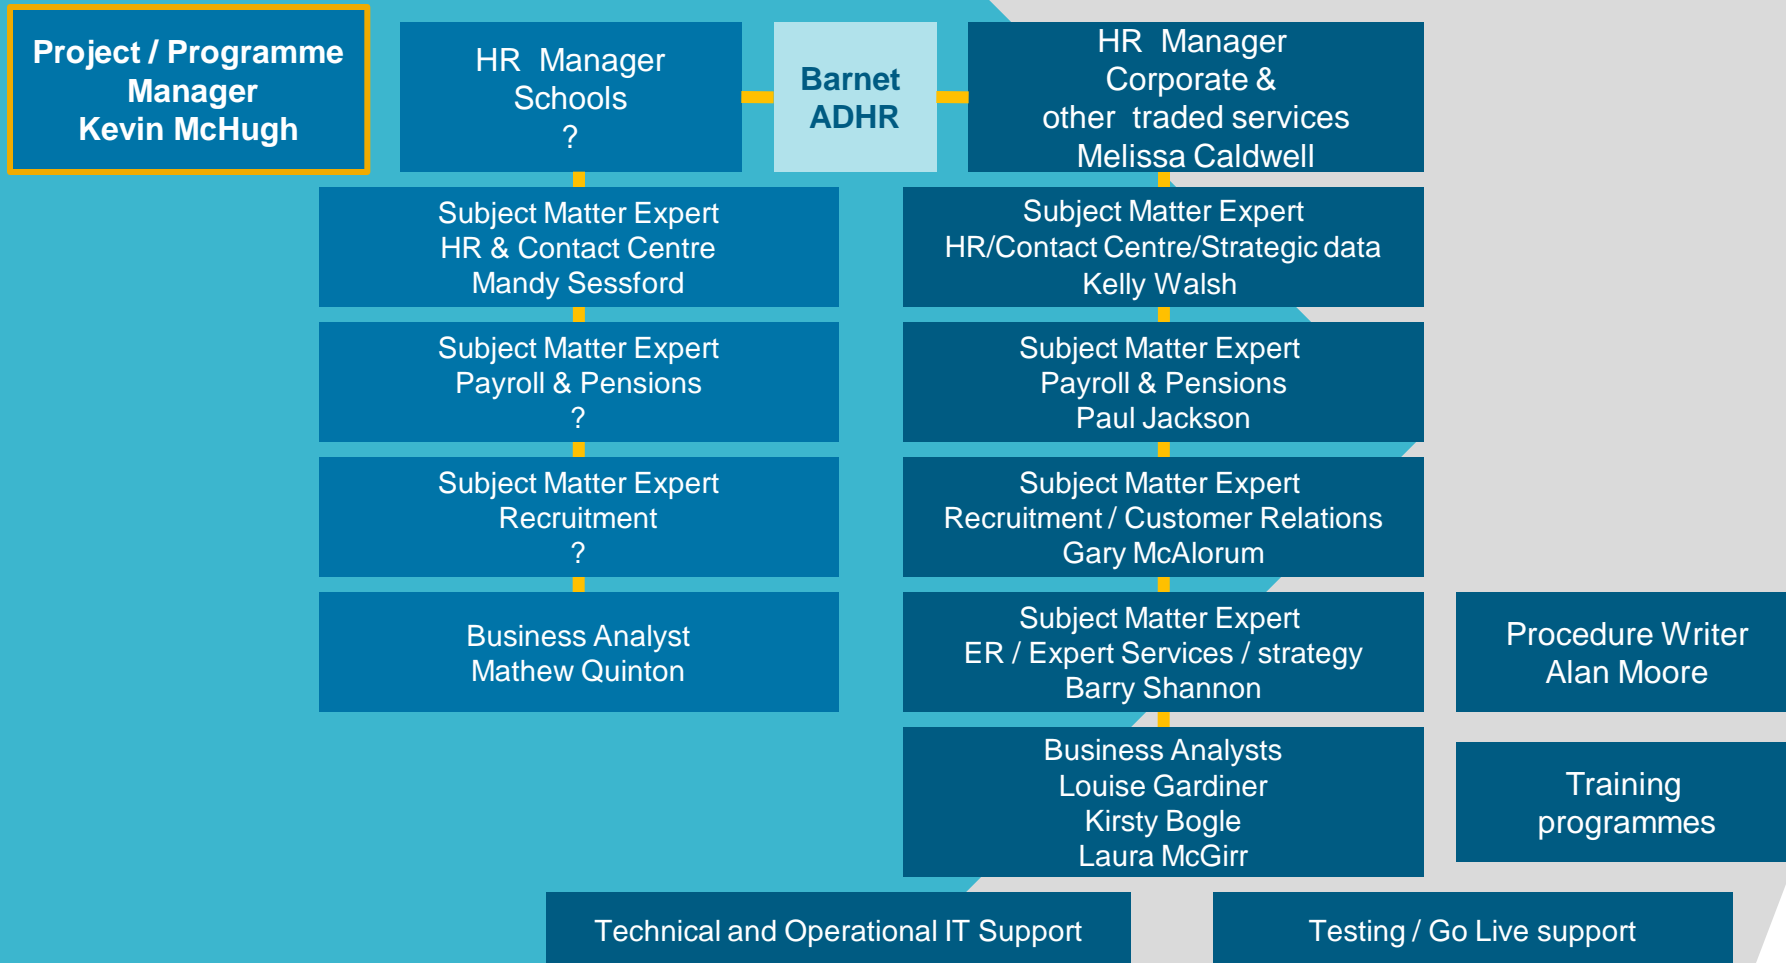 Project / Programme
Manager
Kevin McHugh
HR Manager
Schools
?
Barnet
ADHR
HR Manager
Corporate &
other traded services
Melissa Caldwell
Subject Matter Expert
HR & Contact Centre
Mandy Sessford
Subject Matter Expert
HR/Contact Centre/Strategic data
Kelly Walsh
Subject Matter Expert
Payroll & Pensions
?
Subject Matter Expert
Payroll & Pensions
Paul Jackson
Subject Matter Expert
Recruitment
?
Subject Matter Expert
Recruitment / Customer Relations
Gary McAlorum
Business Analyst
Mathew Quinton
Subject Matter Expert
ER / Expert Services / strategy
Barry Shannon
Procedure Writer
Alan Moore
Business Analysts
Louise Gardiner
Kirsty Bogle
Laura McGirr
Training
programmes
Technical and Operational IT Support
Testing / Go Live support